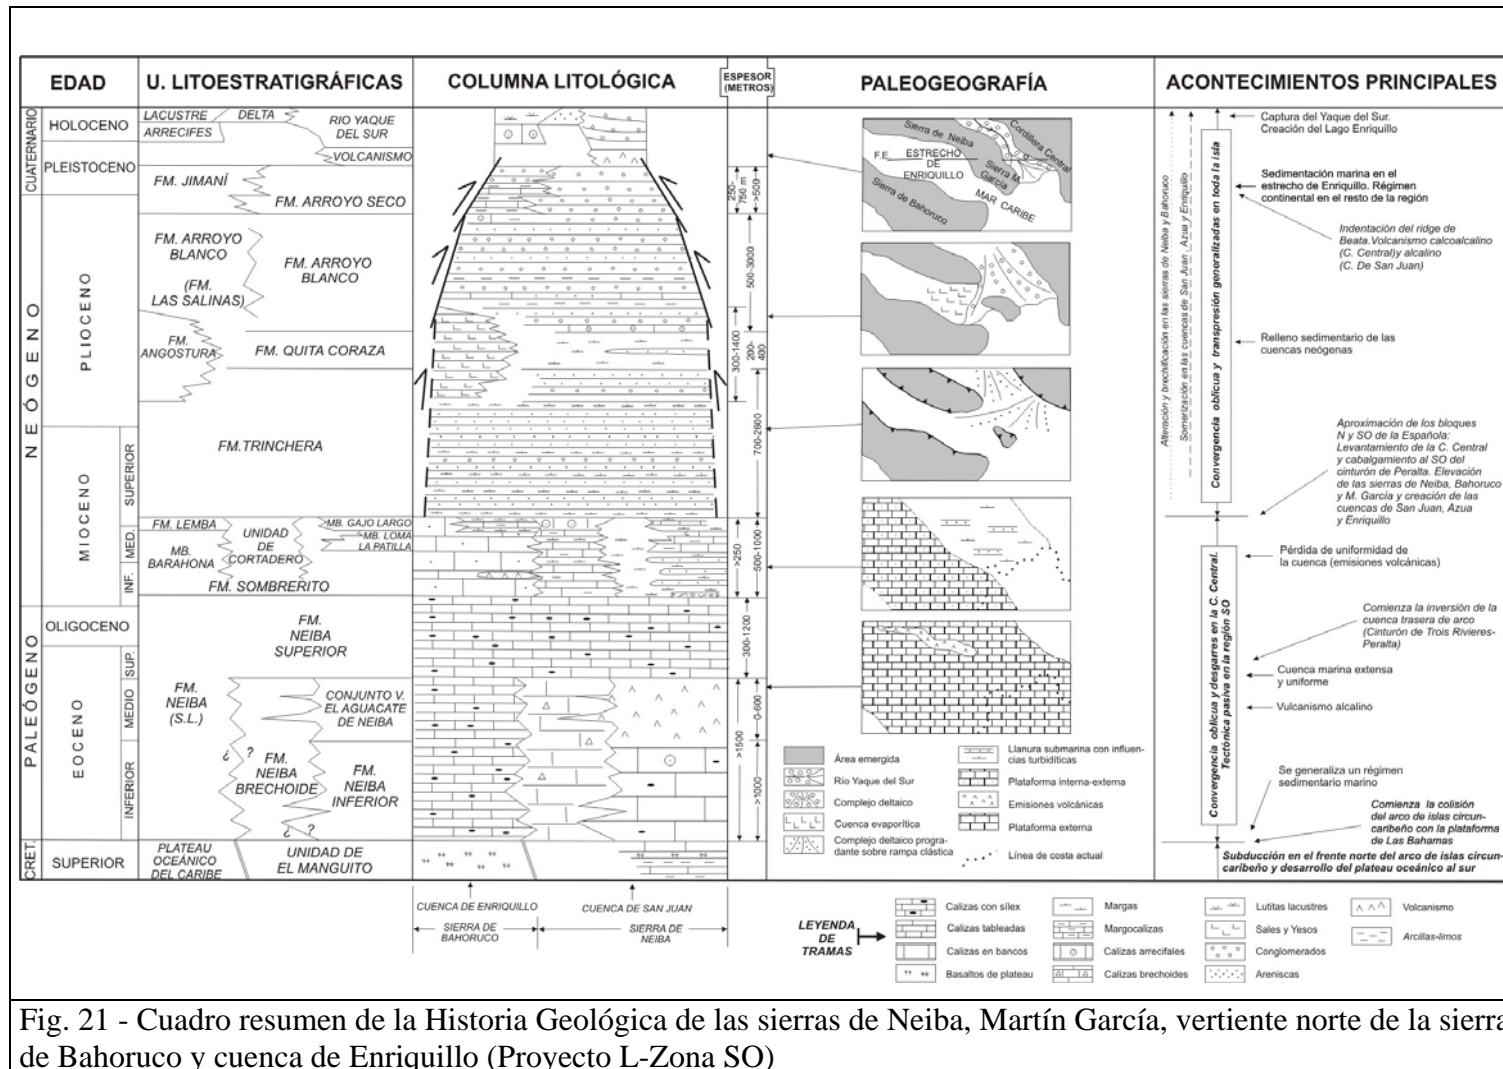 EDAD
U. LITOESTRATIGRÁFICAS
COLUMNA LITOLÓGICA
ESPESOR
(METROS)
PALEOGEOGRAFÍA
ACONTECIMIENTOS PRINCIPALES
CUATERNARIO
HOLOCENO
PLEISTOCENO
NEÓGENO
PLIOCENO
MIOCENO
SUPERIOR
MED.
INF.
PALEÓGENO
OLIGOCENO
EOCENO
SUP.
MEDIO
INFERIOR
CRET.
SUPERIOR
LACUSTRE
DELTA
ARRECIFES
RIO YAQUE
DEL SUR
VOLCANISMO
FM. JIMANÍ
FM. ARROYO SECO
FM. ARROYO
BLANCO
(FM.
LAS SALINAS)
FM. ARROYO
BLANCO
FM.
ANGOSTURA
FM. QUITA CORAZA
FM.TRINCHERA
FM. LEMBA
UNIDAD
DE
CORTADERO
MB. GAJO LARGO
MB. LOMA
LA PATILLA
MB.
BARAHONA
FM. SOMBRERITO
FM.
NEIBA
SUPERIOR
FM.
NEIBA
(S.L.)
CONJUNTO V.
EL AGUACATE
DE NEIBA
¿ ?
FM.
NEIBA
BRECHOIDE
FM.
NEIBA
INFERIOR
¿ ?
PLATEAU
OCEÁNICO
DEL CARIBE
UNIDAD DE
EL MANGUITO
250-
750 m
>500
500-3000
300-1400
200-
400
700-2600
>250
500-1000
300-1200
>1500
0-600
>1000
Sierra de Neiba
Cordillera Central
F.E.
ESTRECHO
DE
ENRIQUILLO
Sierra M.
García
Sierra de Bahoruco
MAR CARIBE
Área emergida
Río Yaque del Sur
Complejo deltaico
Cuenca evaporítica
Complejo deltaico progra-
dante sobre rampa clástica
Llanura submarina con influen-
cias turbidíticas
Plataforma interna-externa
Emisiones volcánicas
Plataforma externa
Línea de costa actual
Alteración y brechificación en las sierras de Neiba y Bahoruco
Somerización en las cuencas de San Juan, Azua y Enriquillo
Convergencia oblicua y transpresión generalizadas en toda la isla
Convergencia oblicua y desgarres en la C. Central.
Tectónica pasiva en la región SO
Captura del Yaque del Sur.
Creación del Lago Enriquillo
Sedimentación marina en el
estrecho de Enriquillo. Régimen
continental en el resto de la región
Indentación del ridge de
Beata.Volcanismo calcoalcalino
(C. Central)y alcalino
(C. De San Juan)
Relleno sedimentario de las
cuencas neógenas
Aproximación de los bloques
N y SO de la Española:
Levantamiento de la C. Central
y cabalgamiento al SO del
cinturón de Peralta. Elevación
de las sierras de Neiba, Bahoruco
y M. García y creación de las
cuencas de San Juan, Azua
y Enriquillo
Pérdida de uniformidad de
la cuenca (emisiones volcánicas)
Comienza la inversión de la
cuenca trasera de arco
(Cinturón de Trois Rivieres-
Peralta)
Cuenca marina extensa
y uniforme
Vulcanismo alcalino
Se generaliza un régimen
sedimentario marino
Comienza la colisión
del arco de islas circun-
caribeño con la plataforma
de Las Bahamas
Subducción en el frente norte del arco de islas circun-
caribeño y desarrollo del plateau oceánico al sur
CUENCA DE ENRIQUILLO
CUENCA DE SAN JUAN
SIERRA DE
BAHORUCO
SIERRA DE
NEIBA
LEYENDA
DE
TRAMAS
Calizas con sílex
Calizas tableadas
Calizas en bancos
Basaltos de plateau
Margas
Margocalizas
Calizas arrecifales
Calizas brechoides
Lutitas lacustres
Sales y Yesos
Conglomerados
Areniscas
Volcanismo
Arcillas-limos
Fig. 21 - Cuadro resumen de la Historia Geológica de las sierras de Neiba, Martín García, vertiente norte de la sierra
de Bahoruco y cuenca de Enriquillo (Proyecto L-Zona SO)